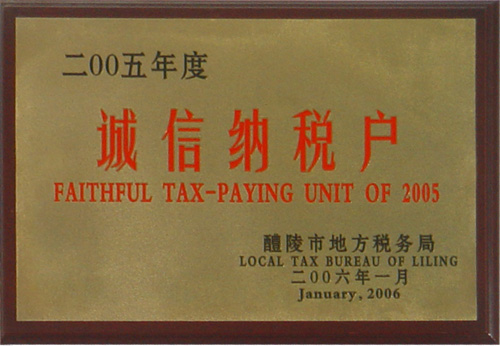 二00五年度
诚信纳税户
FAITHFUL TAX-PAYING UNIT OF 2005
醴陵市地方税务局
LOCAL TAX BUREAU OF LILING
二00六年一月
January, 2006